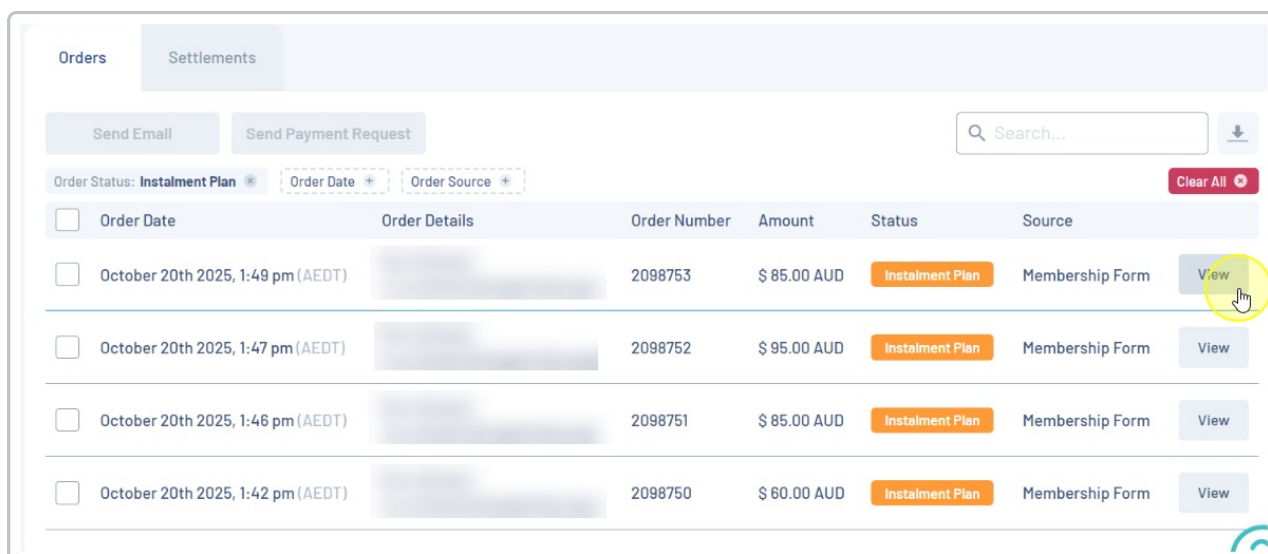 Orders Settlements
Send Email Send Payment Request Search...
Order Status: Instalment Plan Order Date + Order Source + Clear All
Order Date Order Details Order Number Amount Status Source
October 20th 2025, 1:49 pm (AEDT) 2098753 $ 85.00 AUD Instalment Plan Membership Form View
October 20th 2025, 1:47 pm (AEDT) 2098752 $ 95.00 AUD Instalment Plan Membership Form View
October 20th 2025, 1:46 pm (AEDT) 2098751 $ 85.00 AUD Instalment Plan Membership Form View
October 20th 2025, 1:42 pm (AEDT) 2098750 $ 60.00 AUD Instalment Plan Membership Form View